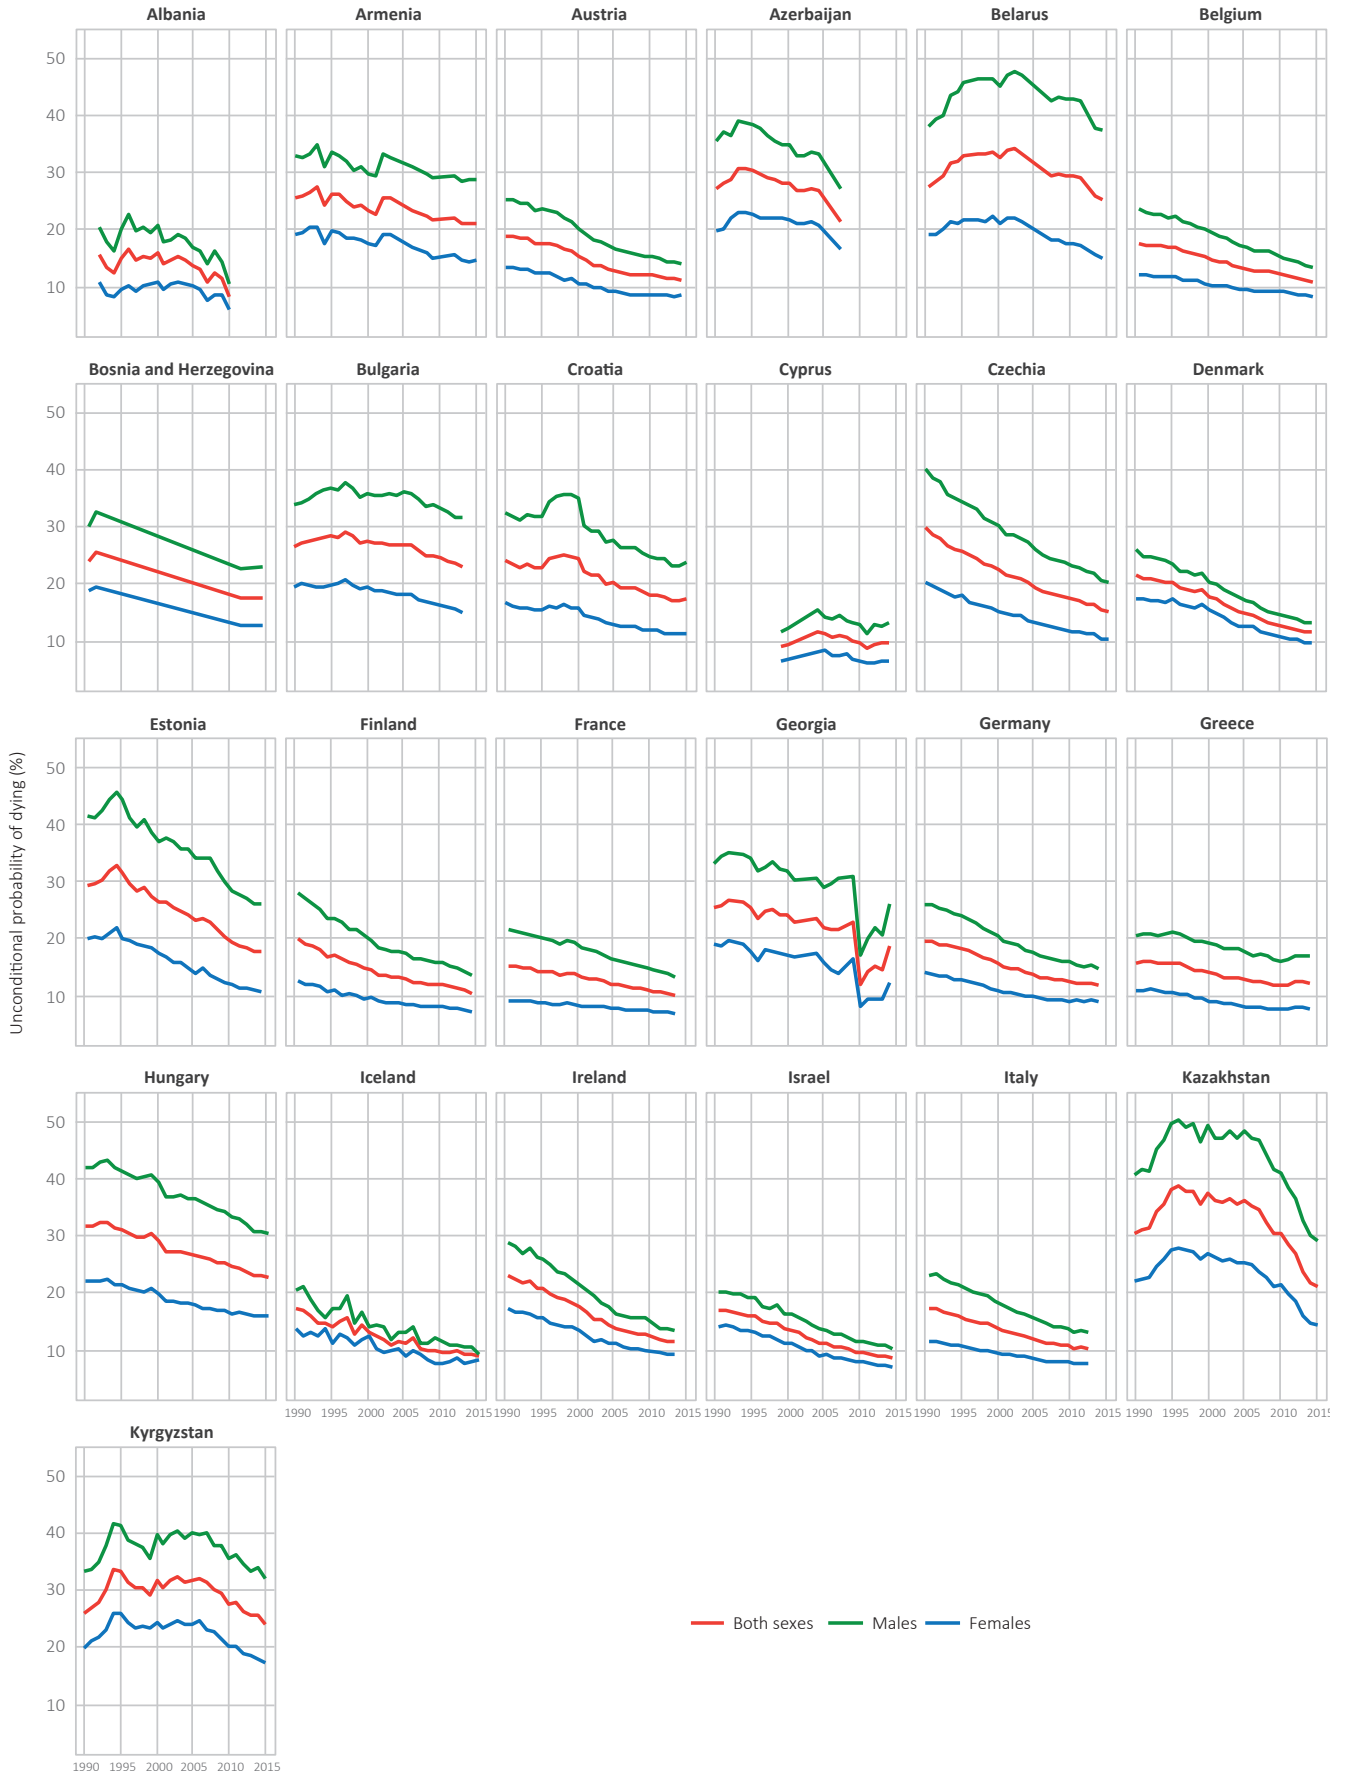 Albania Armenia Austria Azerbaijan Belarus Belgium
50
40
30
20
10
Bosnia and Herzegovina Bulgaria Croatia Cyprus Czechia Denmark
50
40
30
20
10
Unconditional probability of dying (%)
Estonia Finland France Georgia Germany Greece
50
40
30
20
10
Hungary Iceland Ireland Israel Italy Kazakhstan
50
40
30
20
10
1990 1995 2000 2005 2010 2015 1990 1995 2000 2005 2010 2015 1990 1995 2000 2005 2010 2015 1990 1995 2000 2005 2010 2015 1990 1995 2000 2005 2010 2015
Kyrgyzstan
50
40
30
20
10
1990 1995 2000 2005 2010 2015
Both sexes Males Females